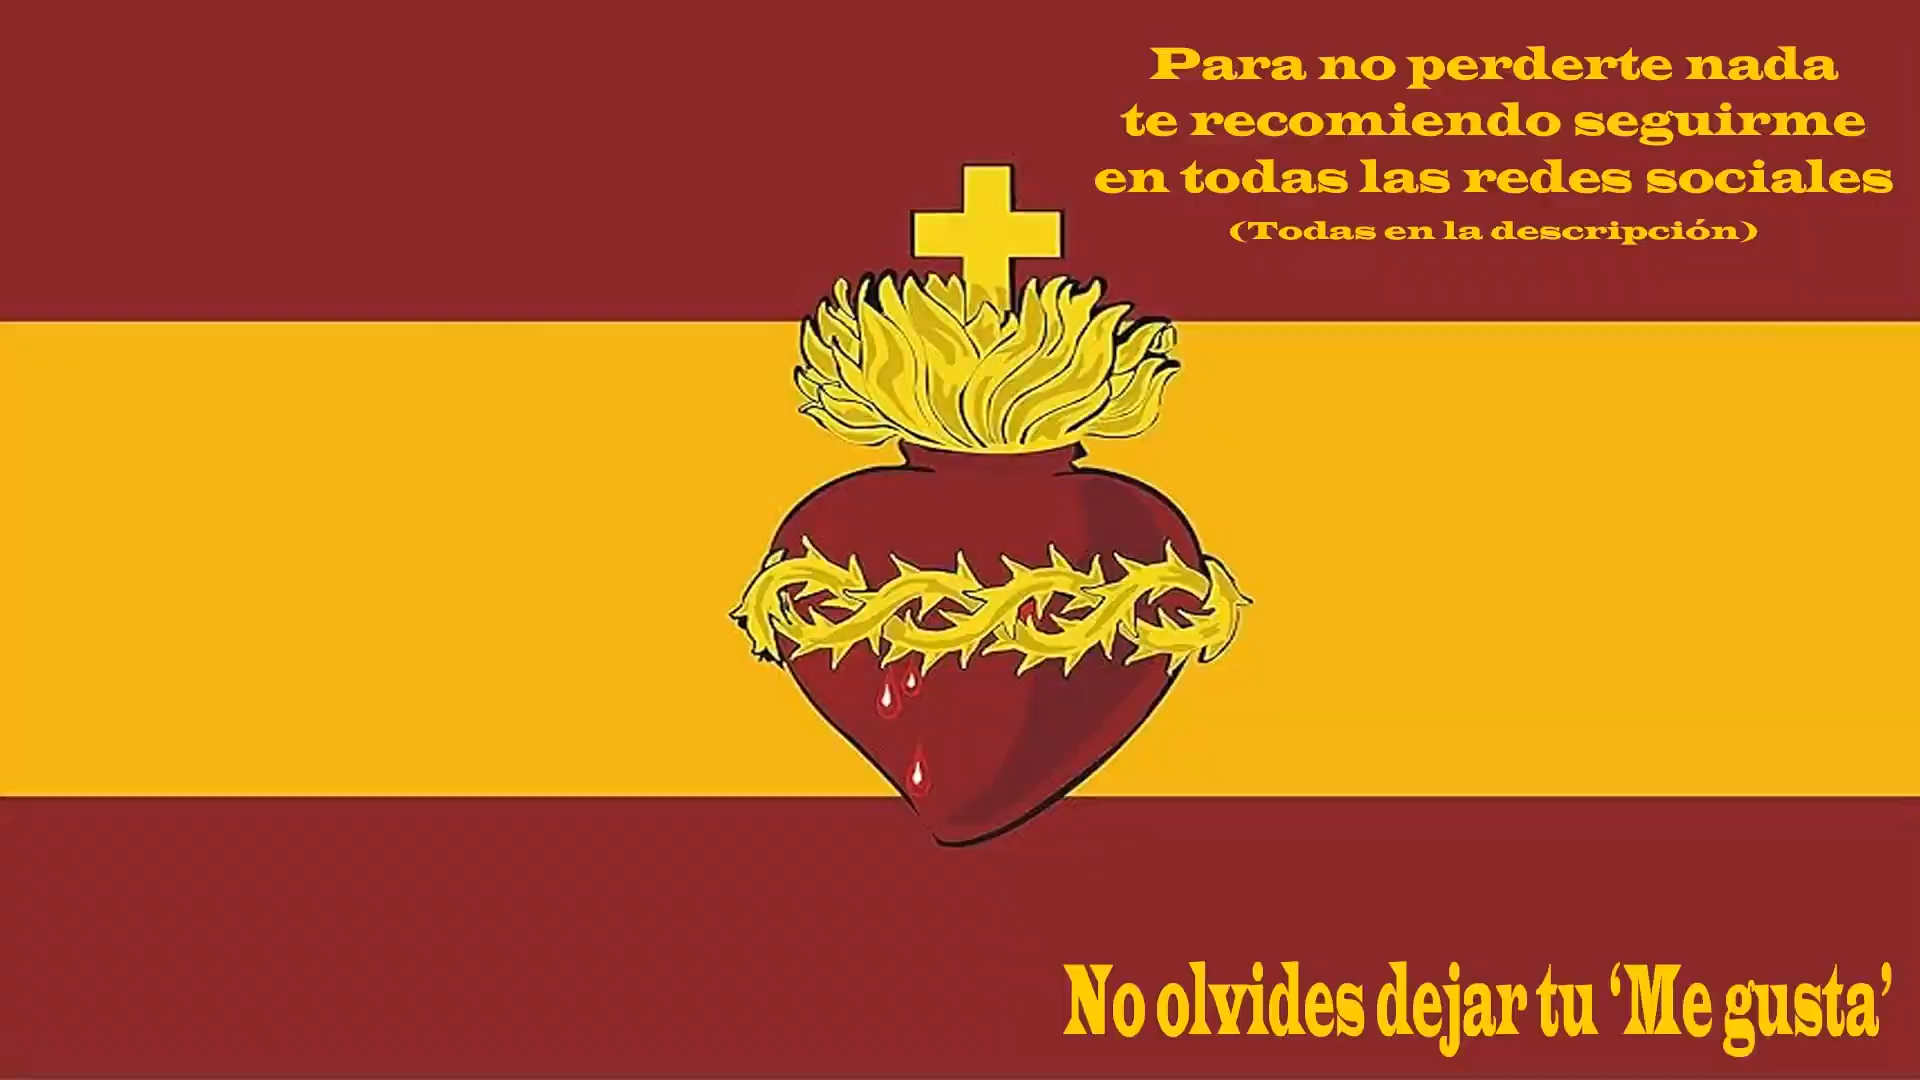 Para no perderte nada
te recomiendo seguirme
en todas las redes sociales
(Todas en la descripción)
No olvides dejar tu ‘Me gusta’